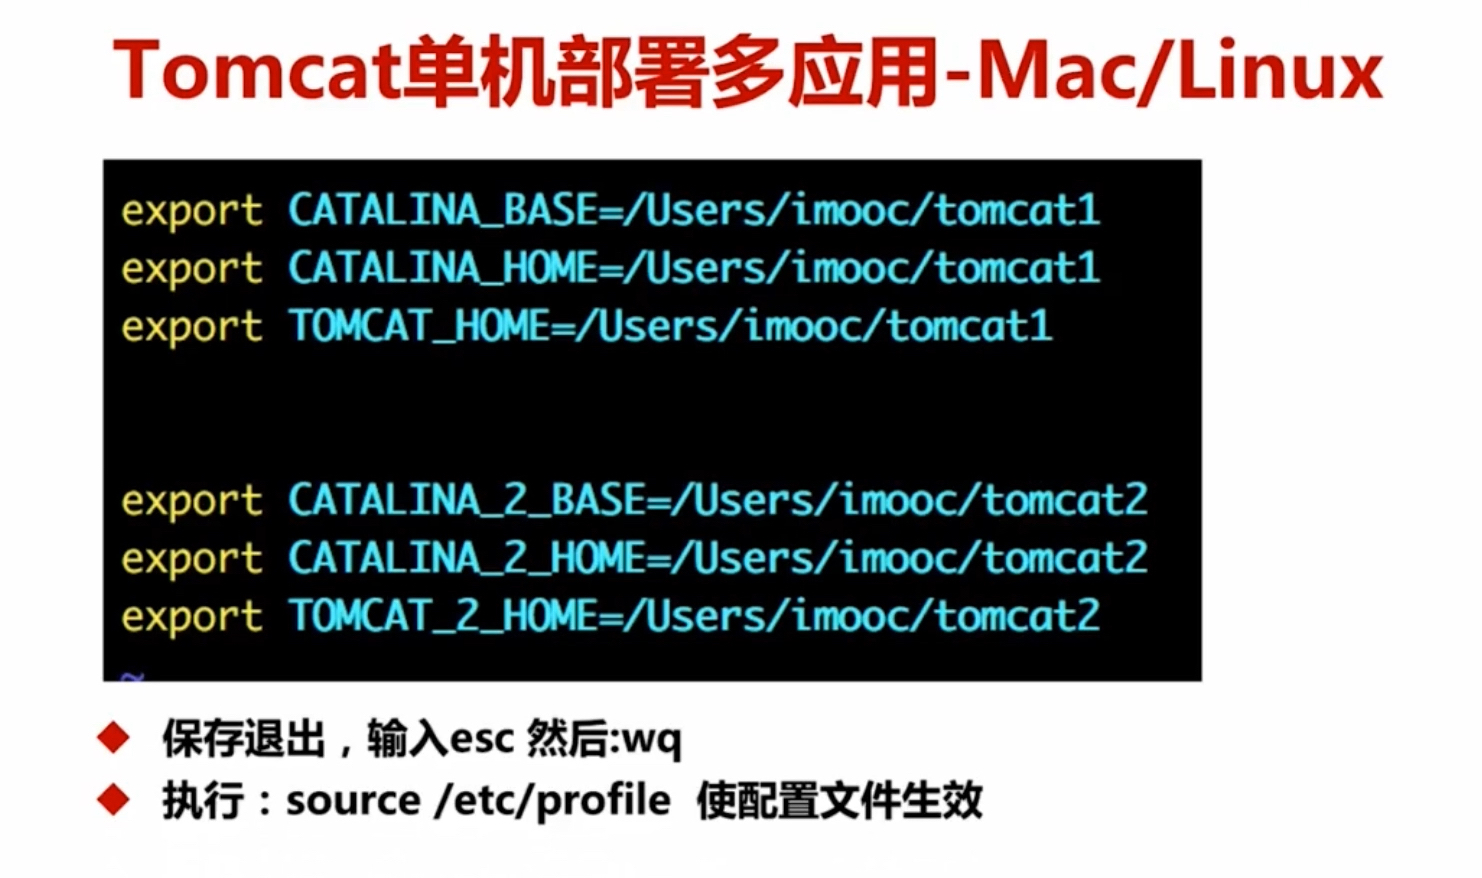 Tomcat单机部署多应用-Mac/Linux
export CATALINA_BASE=/Users/imooc/tomcat1
export CATALINA_HOME=/Users/imooc/tomcat1
export TOMCAT_HOME=/Users/imooc/tomcat1
export CATALINA_2_BASE=/Users/imooc/tomcat2
export CATALINA_2_HOME=/Users/imooc/tomcat2
export TOMCAT_2_HOME=/Users/imooc/tomcat2
~
◆ 保存退出，输入esc 然后:wq
◆ 执行：source /etc/profile 使配置文件生效